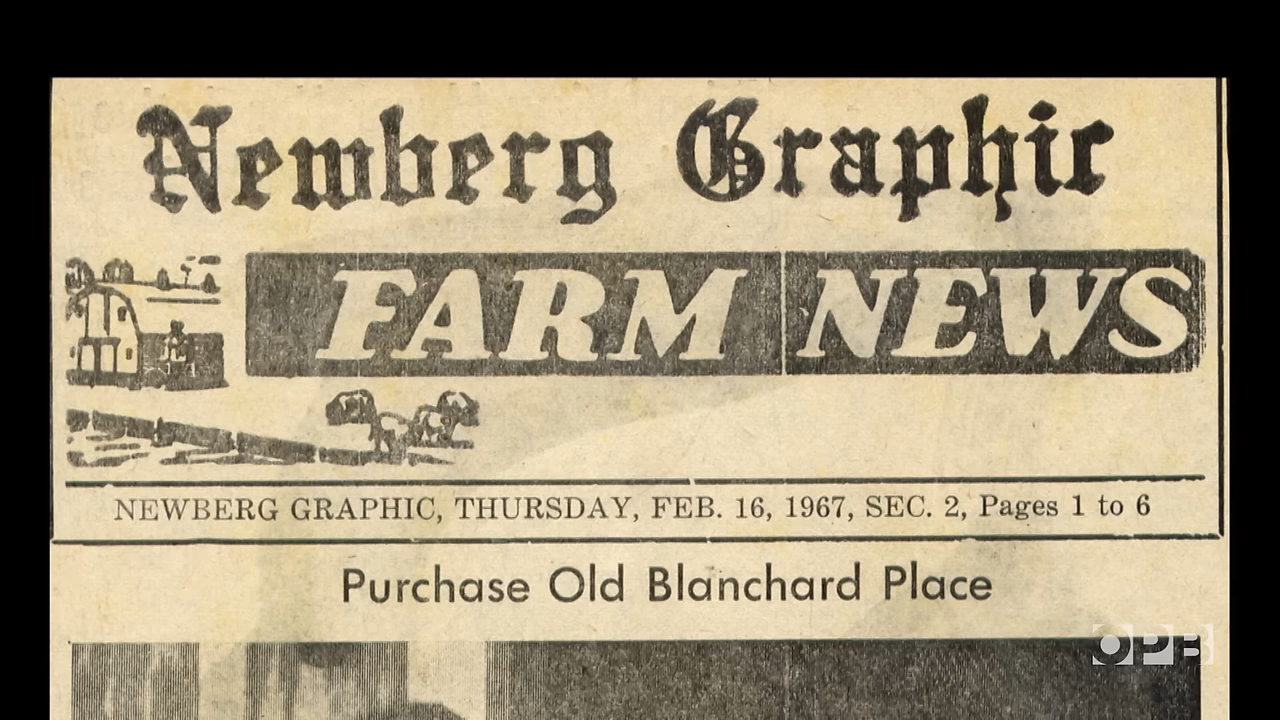 Newberg Graphic
FARM NEWS
NEWBERG GRAPHIC, THURSDAY, FEB. 16, 1967, SEC. 2, Pages 1 to 6
Purchase Old Blanchard Place
OPB